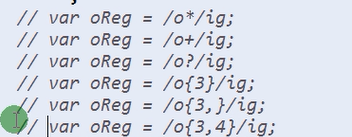 // var oReg = /o*/ig;
// var oReg = /o+/ig;
// var oReg = /o?/ig;
// var oReg = /o{3}/ig;
// var oReg = /o{3,}/ig;
// var oReg = /o{3,4}/ig;